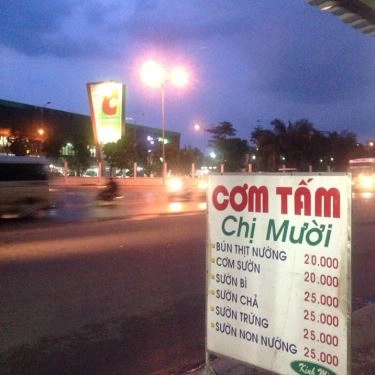 CƠM TẤM
Chị Mười
BÚN THỊT NƯỚNG 20.000
CƠM SƯỜN 20.000
SƯỜN BÌ 25.000
SƯỜN CHẢ 25.000
SƯỜN TRỨNG 25.000
SƯỜN NON NƯỚNG 25.000
Kính